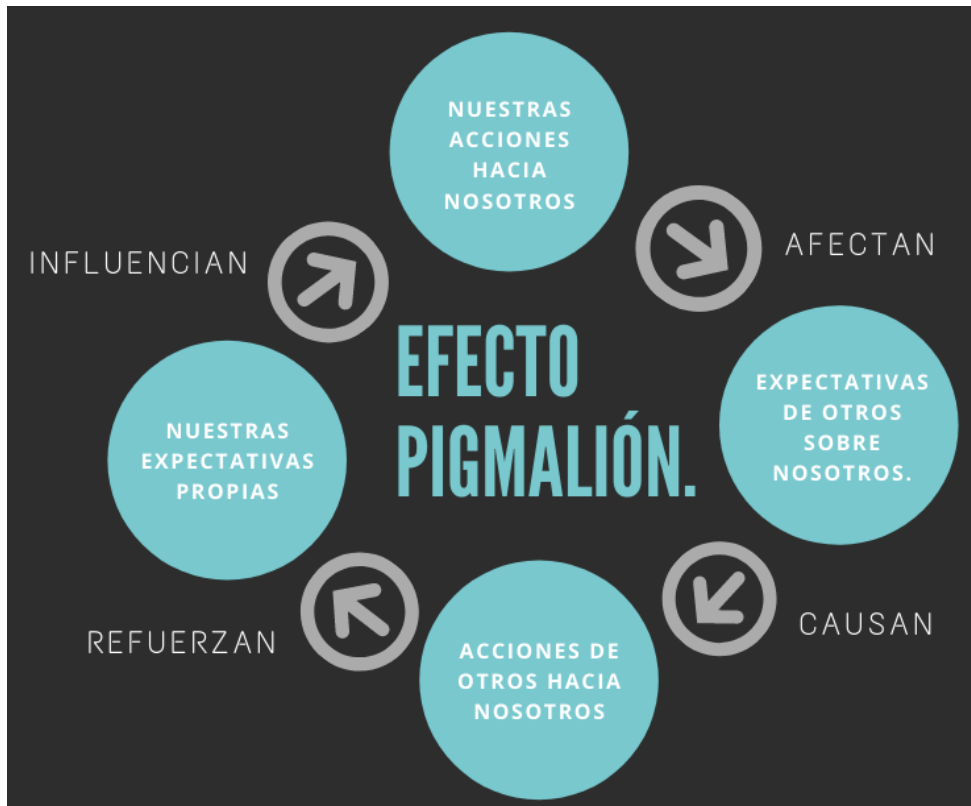 NUESTRAS
ACCIONES
HACIA
NOSOTROS
AFECTAN
EXPECTATIVAS
DE OTROS
SOBRE
NOSOTROS.
CAUSAN
ACCIONES DE
OTROS HACIA
NOSOTROS
REFUERZAN
NUESTRAS
EXPECTATIVAS
PROPIAS
INFLUENCIAN
EFECTO
PIGMALIÓN.